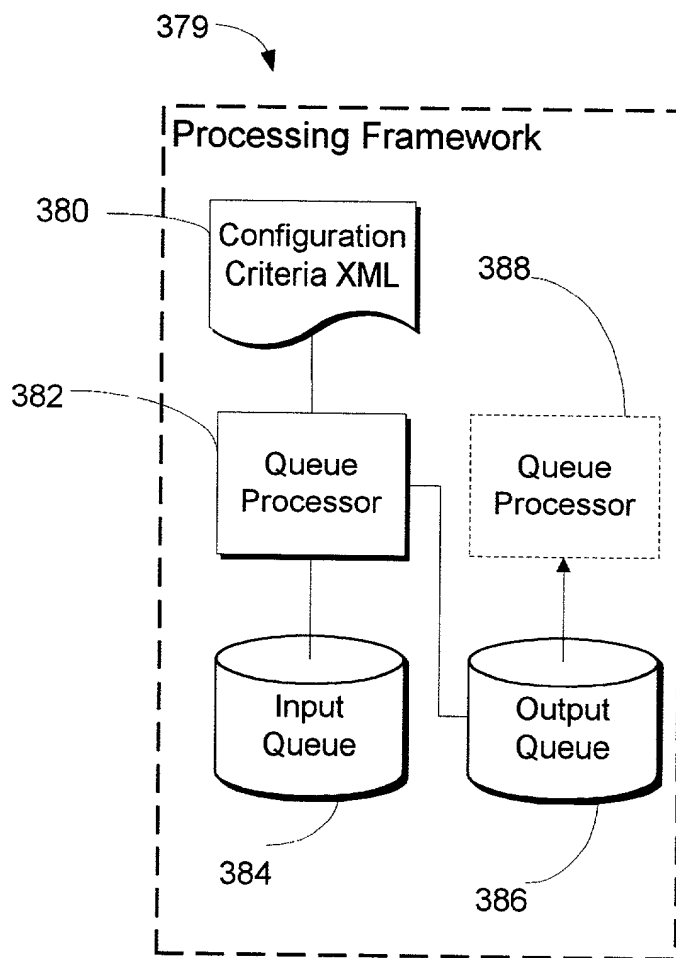 379
Processing Framework
380
Configuration
Criteria XML
388
382
Queue
Processor
Queue
Processor
Input
Queue
Output
Queue
384
386